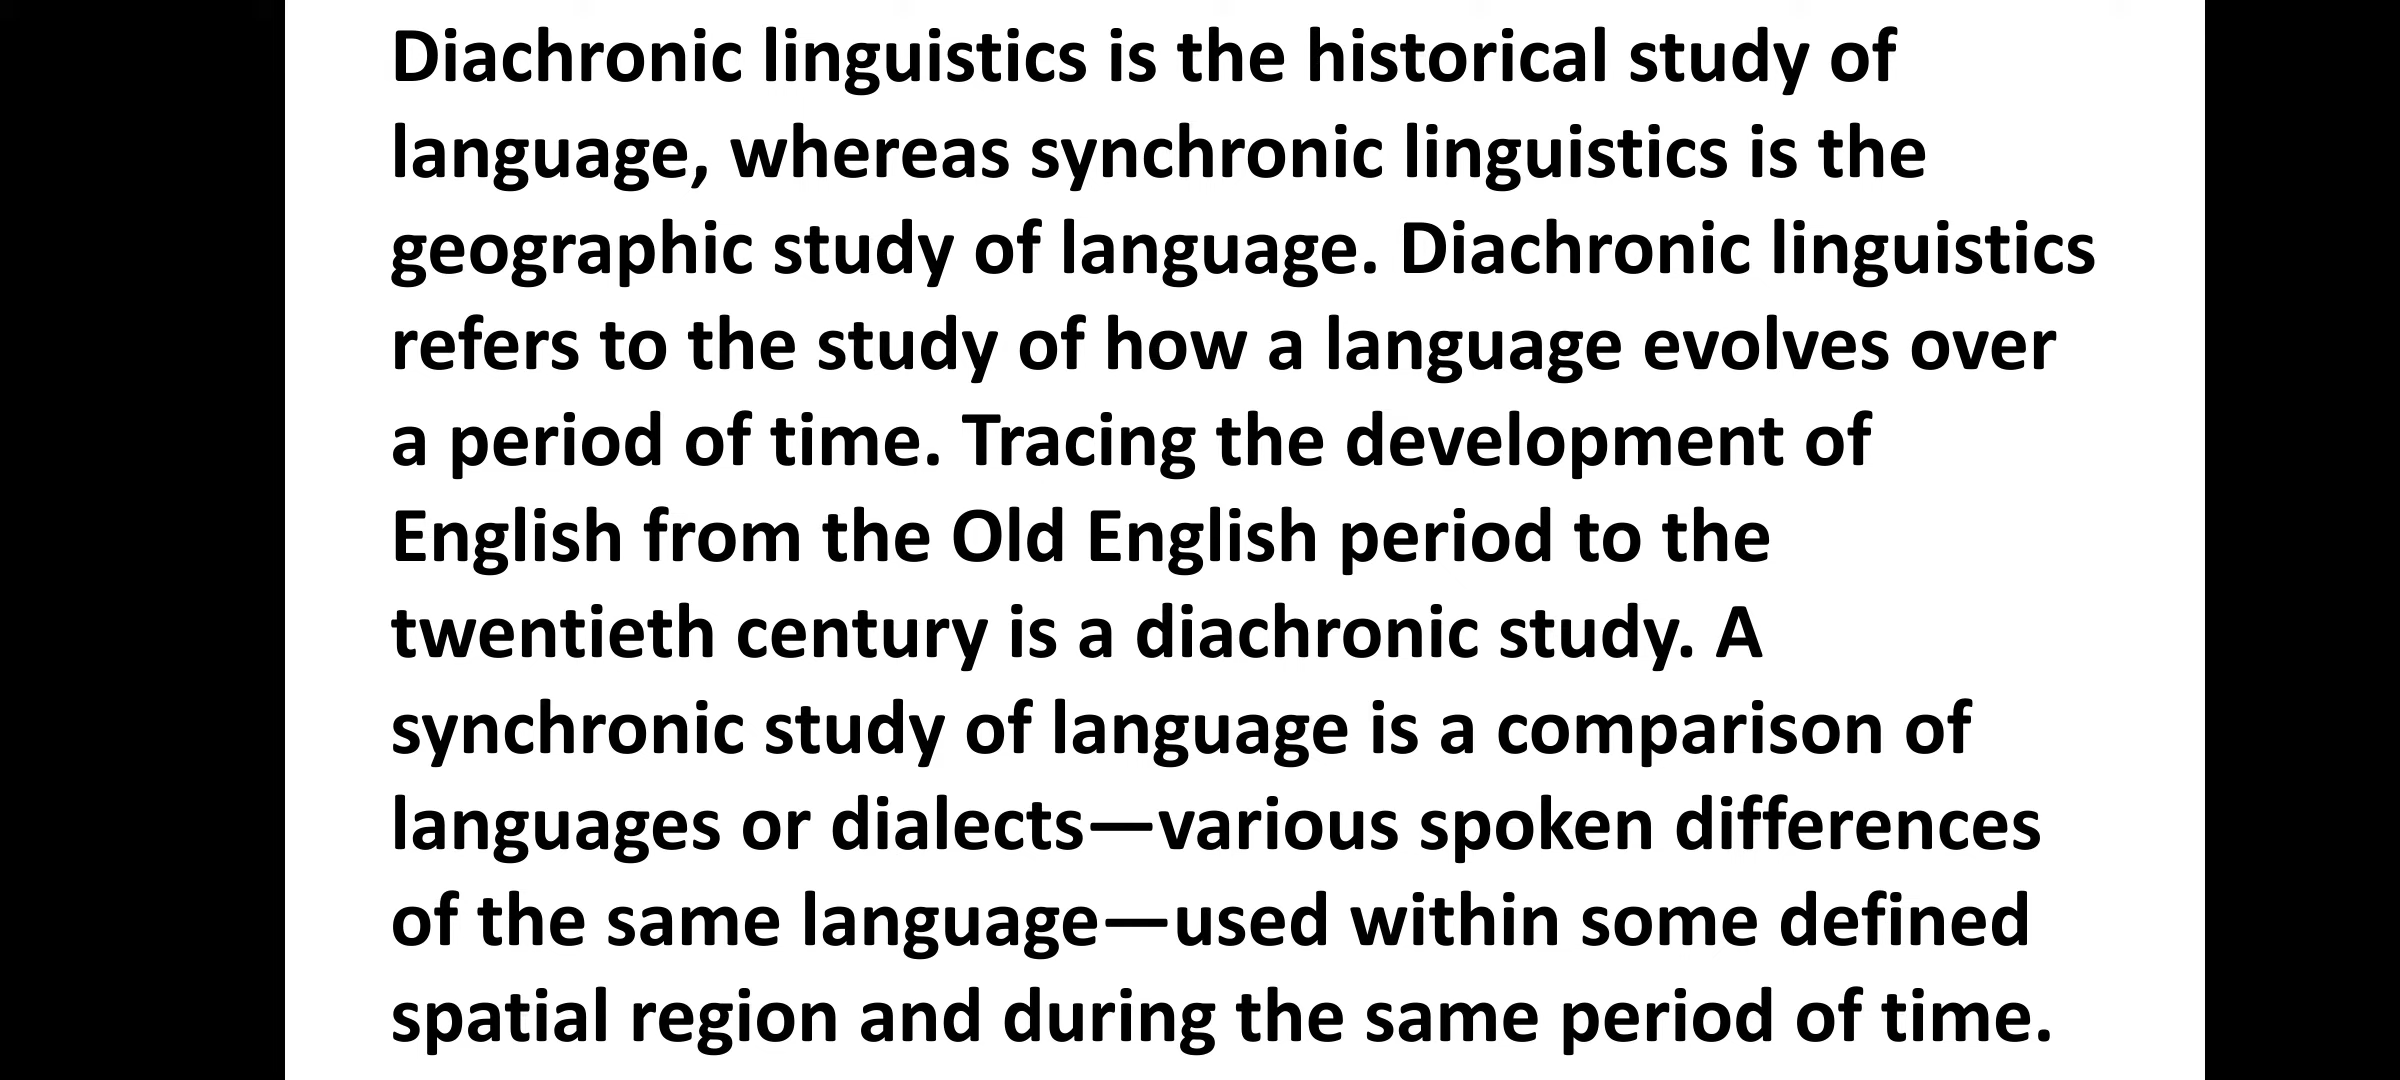 Diachronic linguistics is the historical study of
language, whereas synchronic linguistics is the
geographic study of language. Diachronic linguistics
refers to the study of how a language evolves over
a period of time. Tracing the development of
English from the Old English period to the
twentieth century is a diachronic study. A
synchronic study of language is a comparison of
languages or dialects—various spoken differences
of the same language—used within some defined
spatial region and during the same period of time.